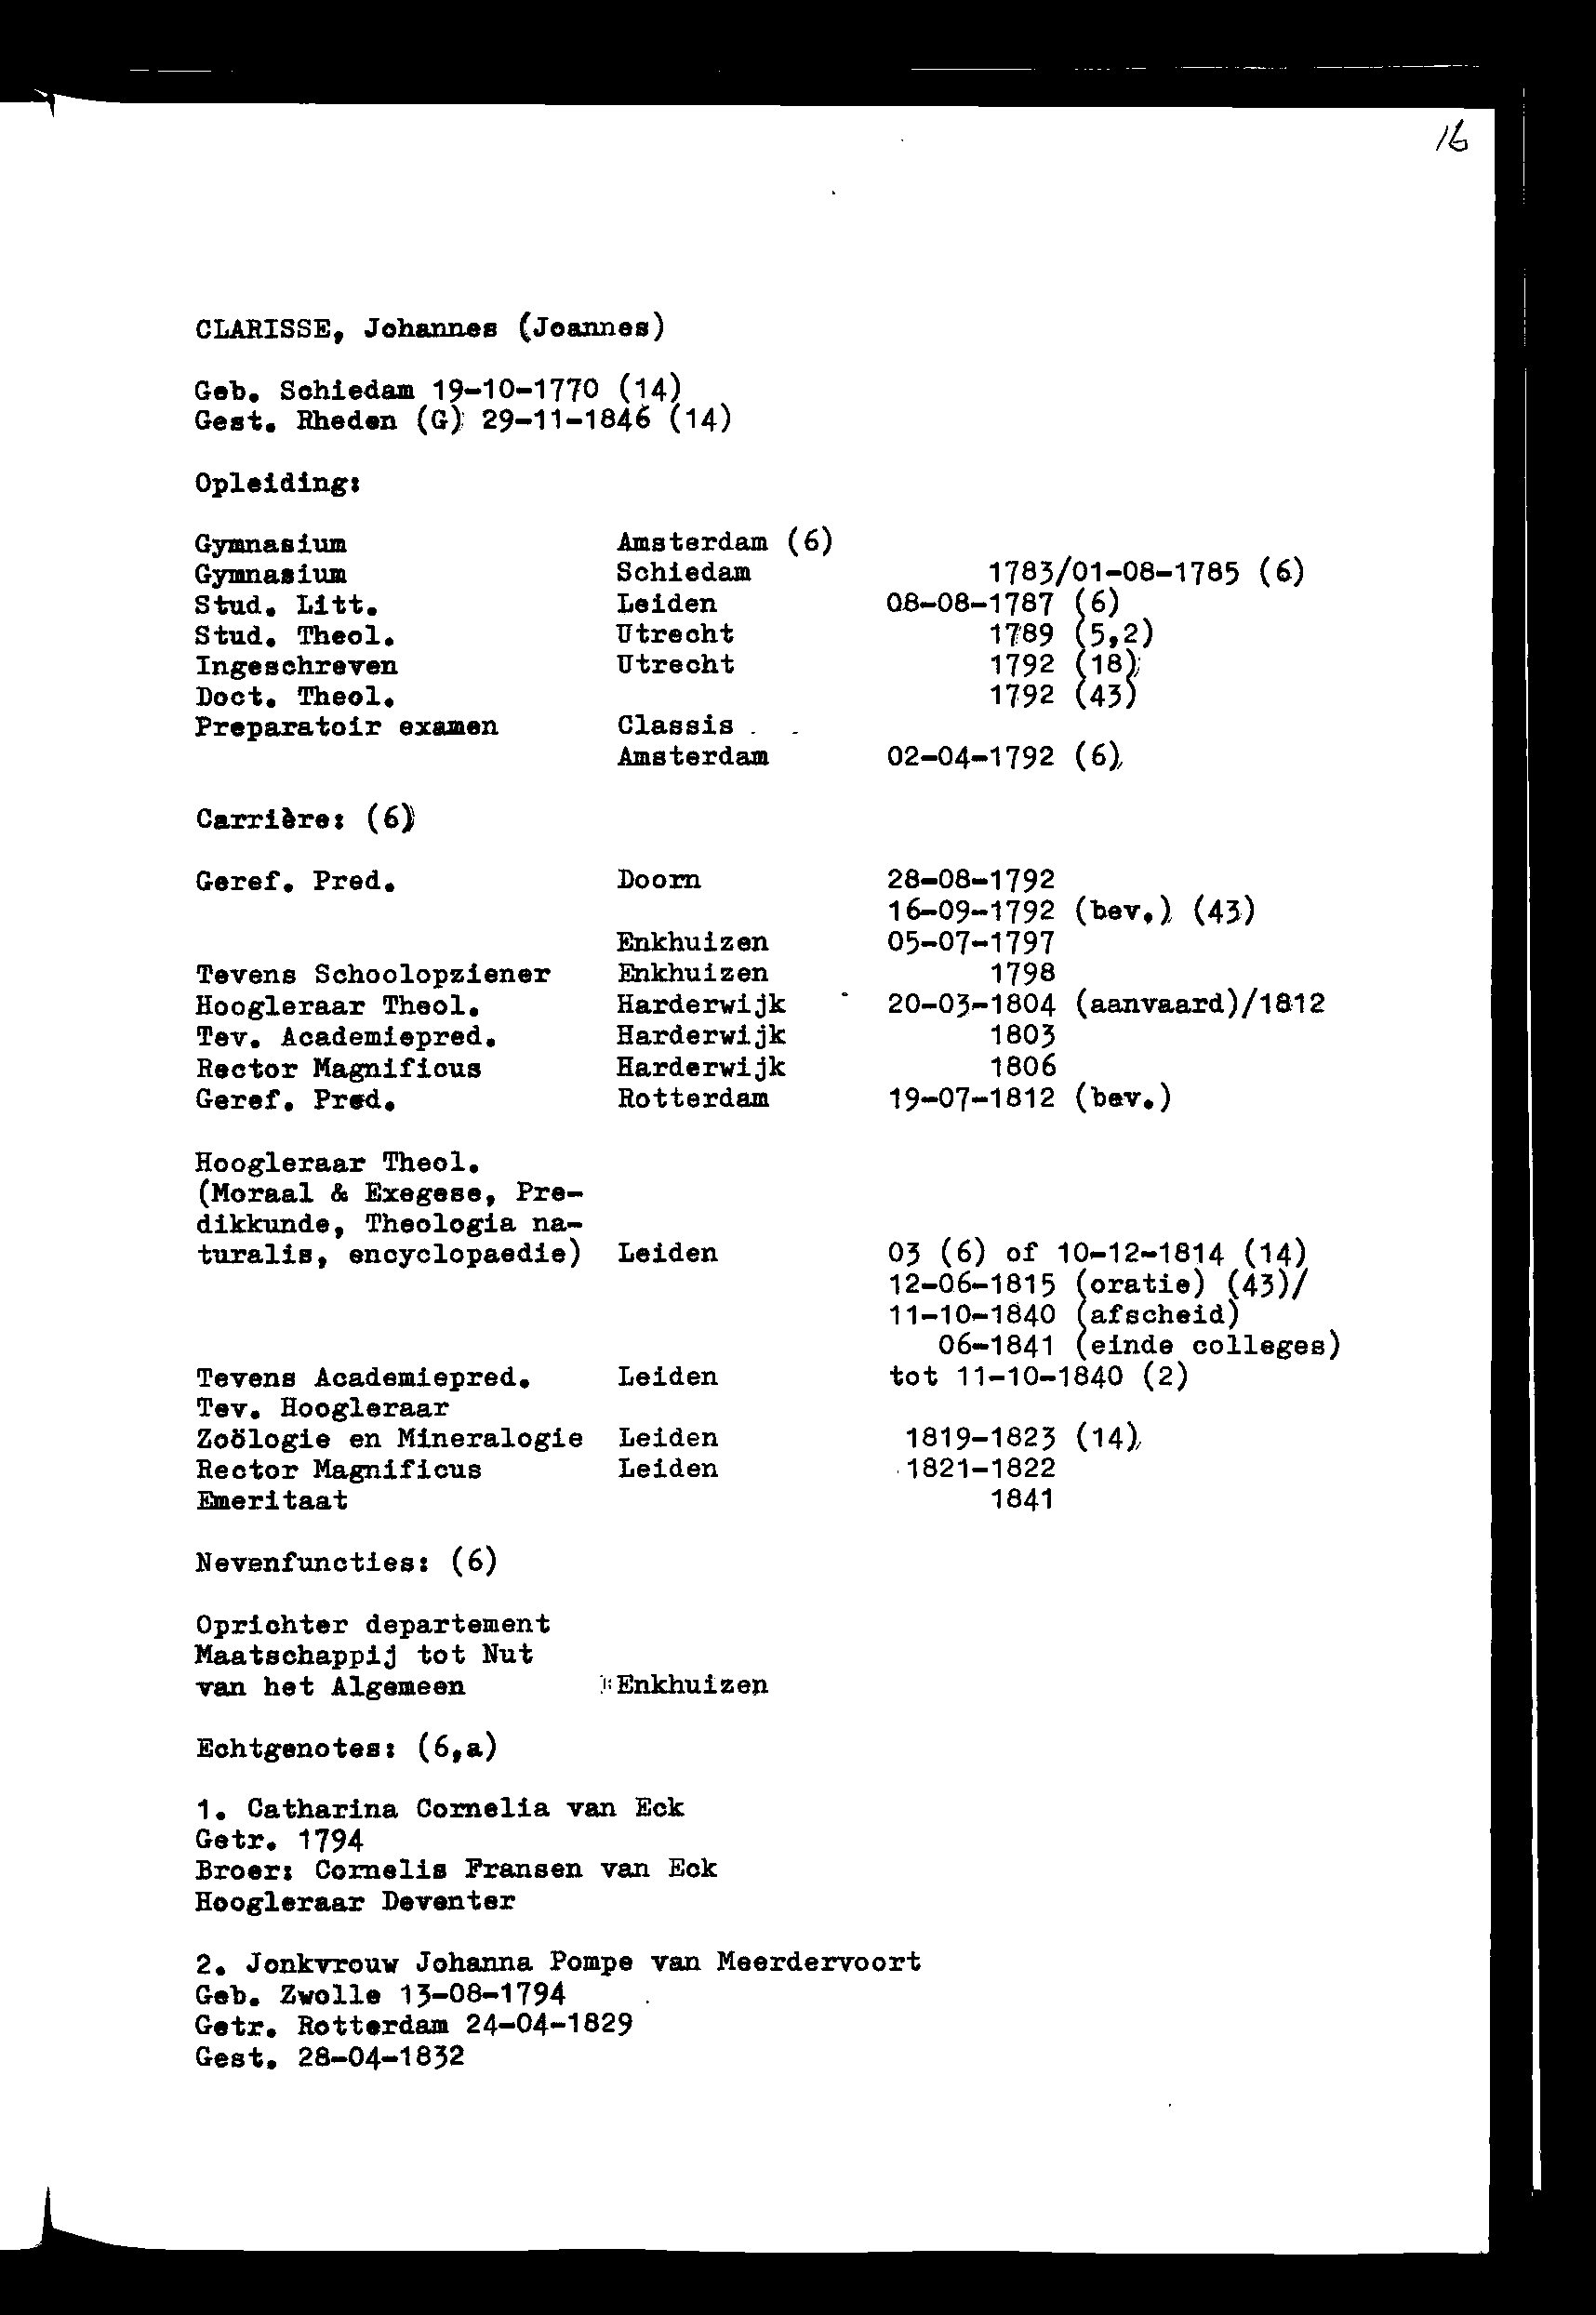 16
CLARISSE, Johannes (Joannes)
Geb. Schiedam 19-10-1770 (14)
Gest. Rheden (G) 29-11-1846 (14)
Opleiding:
Gymnasium Amsterdam (6)
Gymnasium Schiedam 1783/01-08-1785 (6)
Stud. Litt. Leiden 08-08-1787 (6)
Stud. Theol. Utrecht 1789 (5,2)
Ingeschreven Utrecht 1792 (18)
Doct. Theol. 1792 (43)
Preparatoir examen Classis
Amsterdam 02-04-1792 (6)
Carrière: (6)
Geref. Pred. Doorn 28-08-1792
16-09-1792 (bev.) (43)
Enkhuizen 05-07-1797
Tevens Schoolopziener Enkhuizen 1798
Hoogleraar Theol. Harderwijk 20-03-1804 (aanvaard)/1812
Tev. Academiepred. Harderwijk 1803
Rector Magnificus Harderwijk 1806
Geref. Pred. Rotterdam 19-07-1812 (bev.)
Hoogleraar Theol.
(Moraal & Exegese, Pre-
dikkunde, Theologia na-
turalis, encyclopaedie) Leiden 03 (6) of 10-12-1814 (14)
12-06-1815 (oratie) (43)/
11-10-1840 (afscheid)
06-1841 (einde colleges)
Tevens Academiepred. Leiden tot 11-10-1840 (2)
Tev. Hoogleraar
Zoölogie en Mineralogie Leiden 1819-1823 (14)
Rector Magnificus Leiden 1821-1822
Emeritaat 1841
Nevenfuncties: (6)
Oprichter departement
Maatschappij tot Nut
van het Algemeen Enkhuizen
Echtgenotes: (6,a)
1. Catharina Cornelia van Eck
Getr. 1794
Broer: Cornelis Fransen van Eck
Hoogleraar Deventer
2. Jonkvrouw Johanna Pompe van Meerdervoort
Geb. Zwolle 13-08-1794
Getr. Rotterdam 24-04-1829
Gest. 28-04-1832